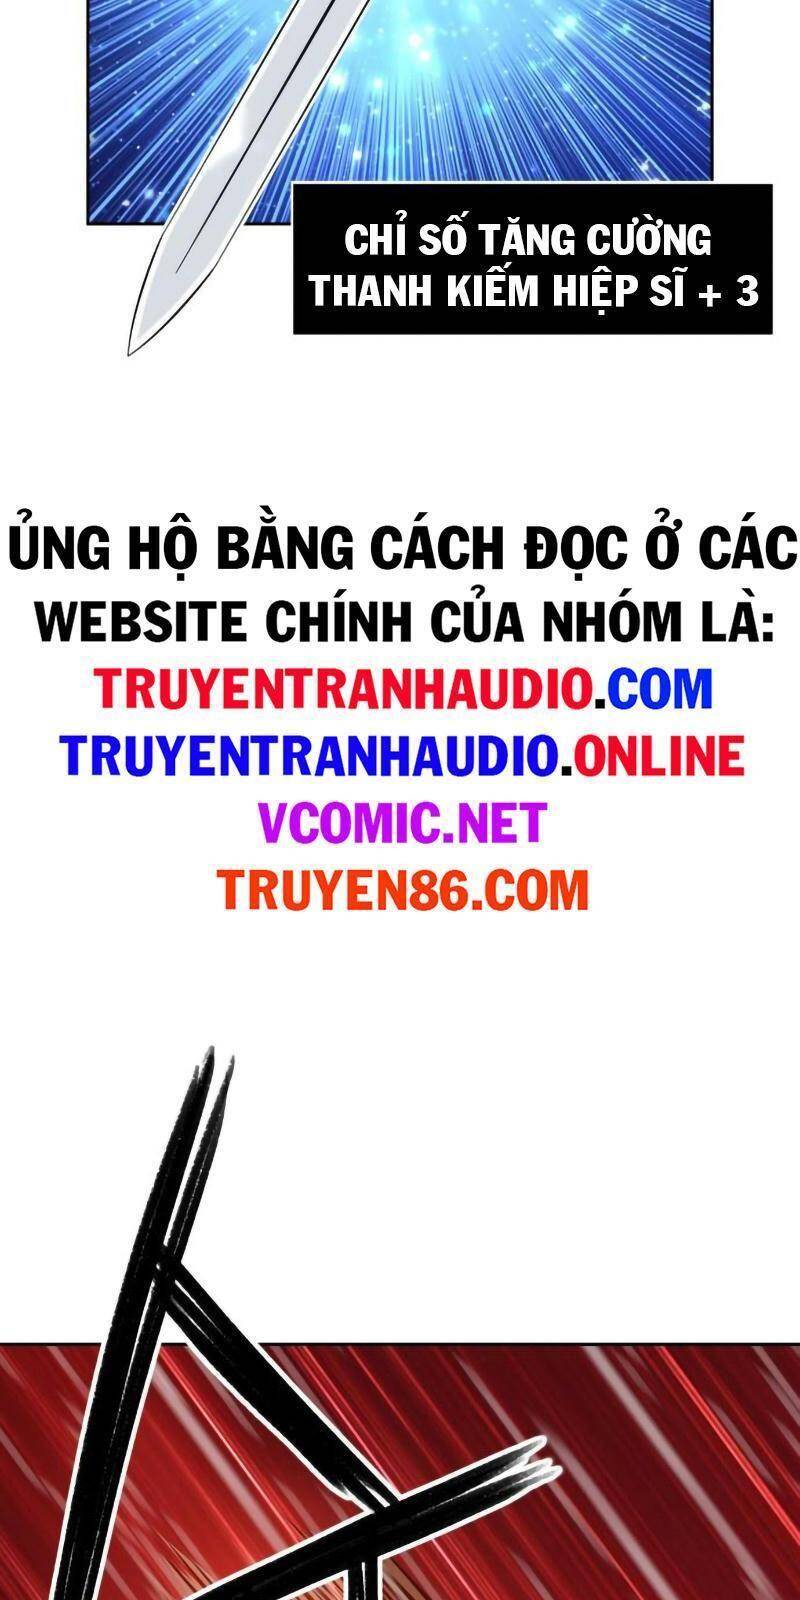 CHỈ SỐ TĂNG CƯỜNG
THANH KIẾM HIỆP SĨ + 3
ỦNG HỘ BẰNG CÁCH ĐỌC Ở CÁC
WEBSITE CHÍNH CỦA NHÓM LÀ:
TRUYENTRANHAUDIO.COM
TRUYENTRANHAUDIO.ONLINE
VCOMIC.NET
TRUYEN86.COM